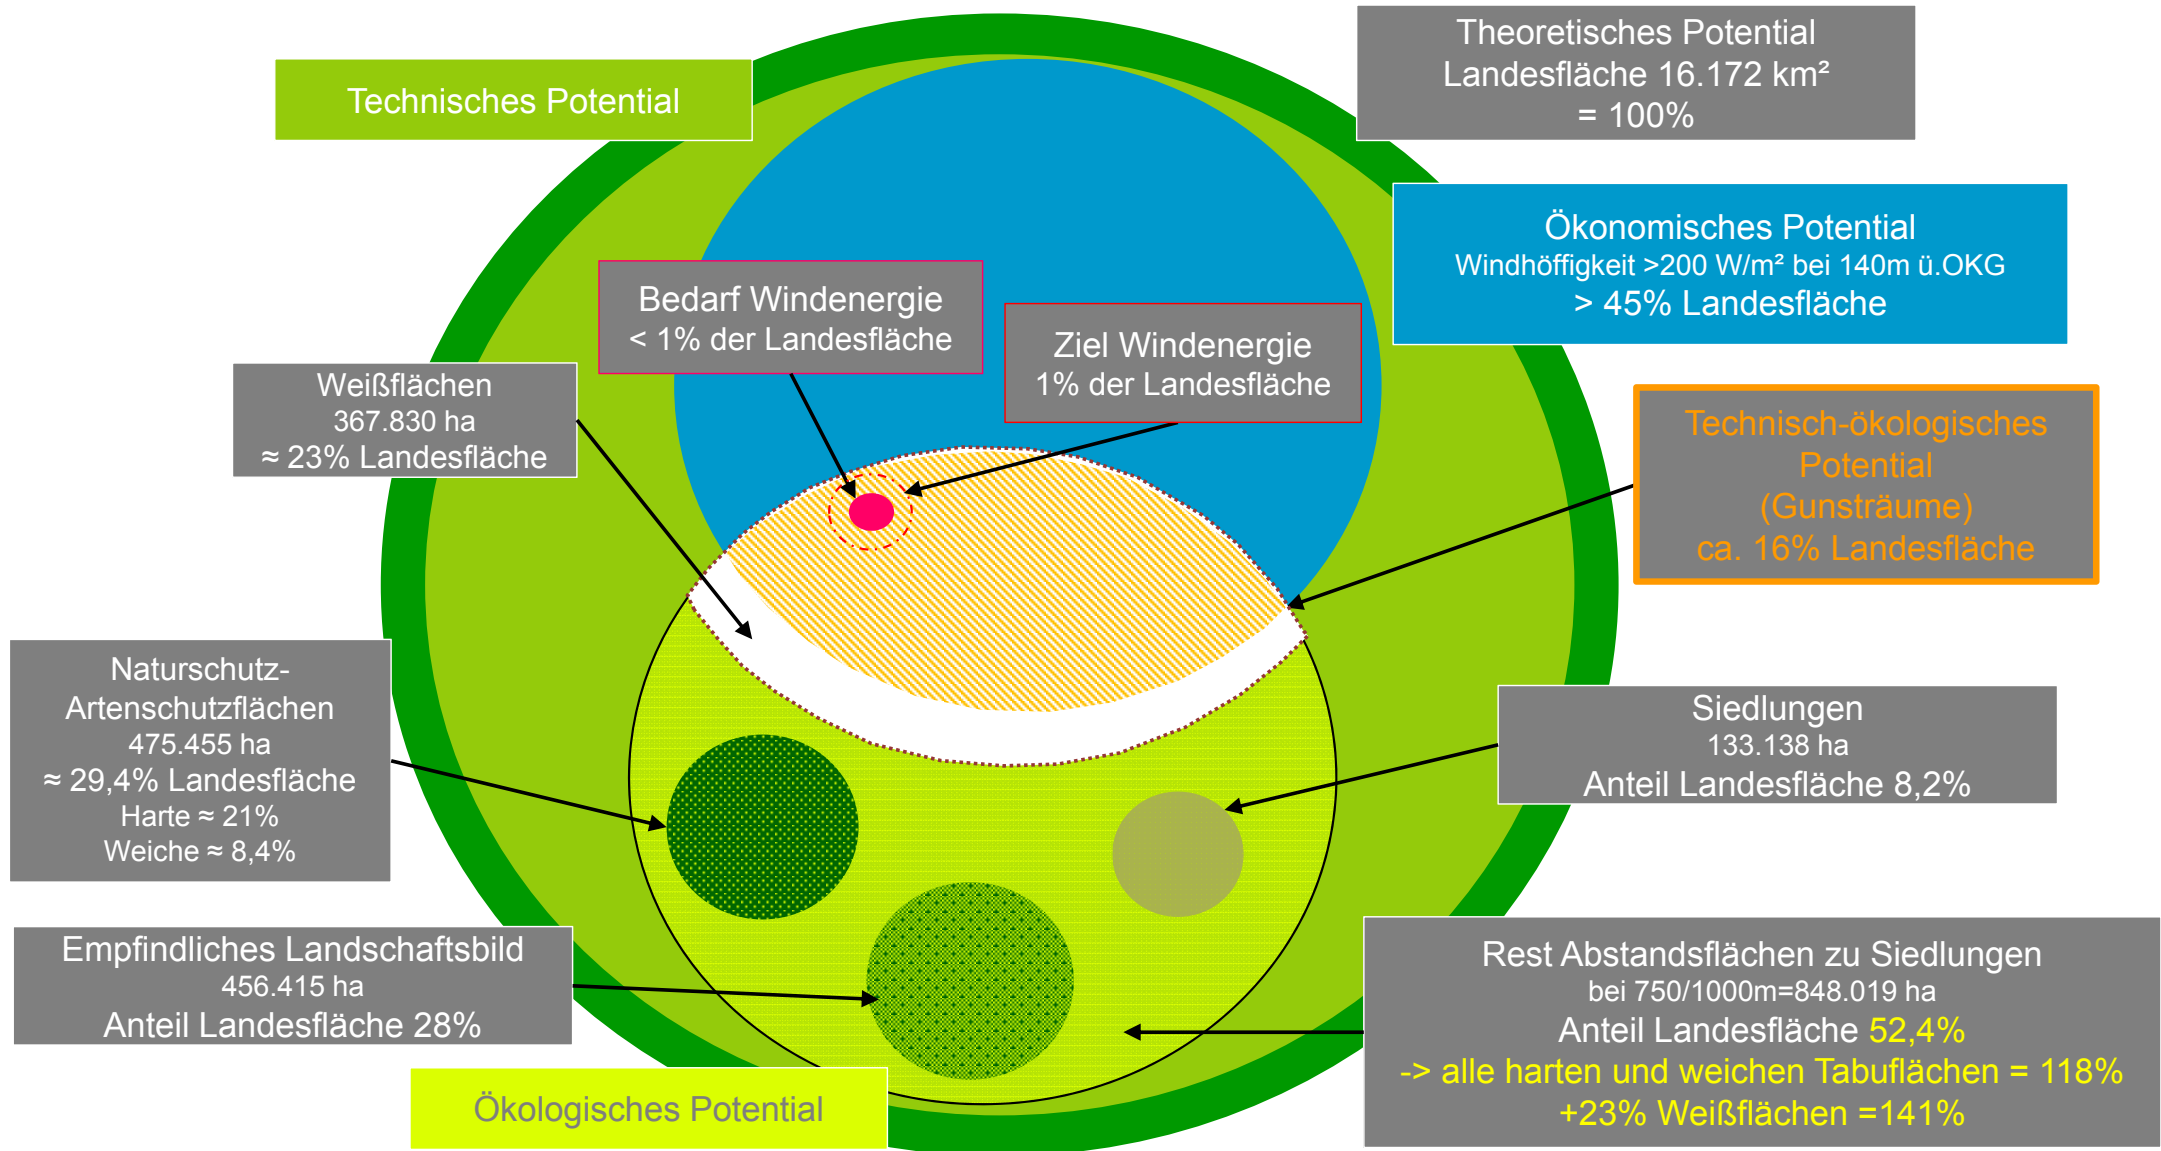 Technisches Potential
Theoretisches Potential
Landesfläche 16.172 km²
= 100%
Ökonomisches Potential
Windhöffigkeit >200 W/m² bei 140m ü.OKG
> 45% Landesfläche
Bedarf Windenergie
< 1% der Landesfläche
Ziel Windenergie
1% der Landesfläche
Weißflächen
367.830 ha
≈ 23% Landesfläche
Technisch-ökologisches
Potential
(Gunsträume)
ca. 16% Landesfläche
Naturschutz-
Artenschutzflächen
475.455 ha
≈ 29,4% Landesfläche
Harte ≈ 21%
Weiche ≈ 8,4%
Siedlungen
133.138 ha
Anteil Landesfläche 8,2%
Empfindliches Landschaftsbild
456.415 ha
Anteil Landesfläche 28%
Rest Abstandsflächen zu Siedlungen
bei 750/1000m=848.019 ha
Anteil Landesfläche 52,4%
-> alle harten und weichen Tabuflächen = 118%
+23% Weißflächen =141%
Ökologisches Potential